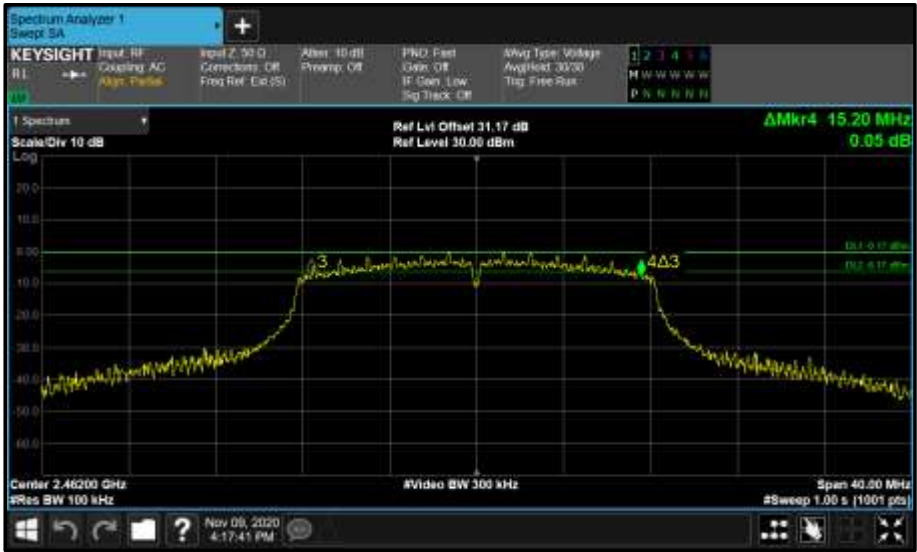 Spectrum Analyzer 1
Swept SA
+
KEYSIGHT
Input: RF
Input Z: 50 Ω
Atten: 10 dB
PNO: Fast
#Avg Type: Voltage
1 2 3 4 5 6
RL
Coupling: AC
Corrections: Off
Preamp: Off
Gate: Off
Avg|Hold: 30/30
M W W W W W
Align: Partial
Freq Ref: Ext (S)
IF Gain: Low
Trig: Free Run
P N N N N N
Sig Track: Off
1 Spectrum
Ref Lvl Offset 31.17 dB
ΔMkr4 15.20 MHz
Scale/Div 10 dB
Ref Level 30.00 dBm
0.05 dB
Log
20.0
10.0
0.00
3
4Δ3
-10.0
-20.0
-30.0
-40.0
-50.0
-60.0
Center 2.46200 GHz
#Video BW 300 kHz
Span 40.00 MHz
#Res BW 100 kHz
#Sweep 1.00 s (1001 pts)
?
Nov 09, 2020
4:17:41 PM